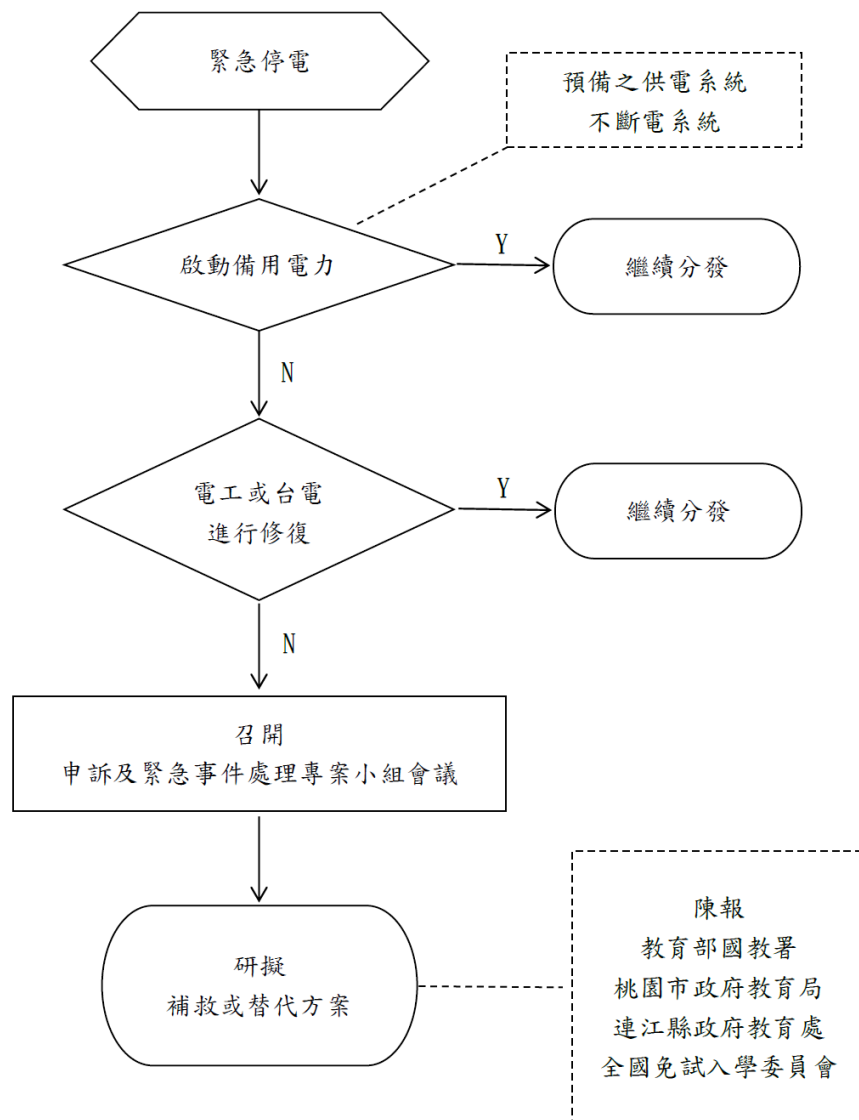 緊急停電
預備之供電系統
不斷電系統
啟動備用電力
Y
繼續分發
N
電工或台電
進行修復
Y
繼續分發
N
召開
申訴及緊急事件處理專案小組會議
研擬
補救或替代方案
陳報
教育部國教署
桃園市政府教育局
連江縣政府教育處
全國免試入學委員會